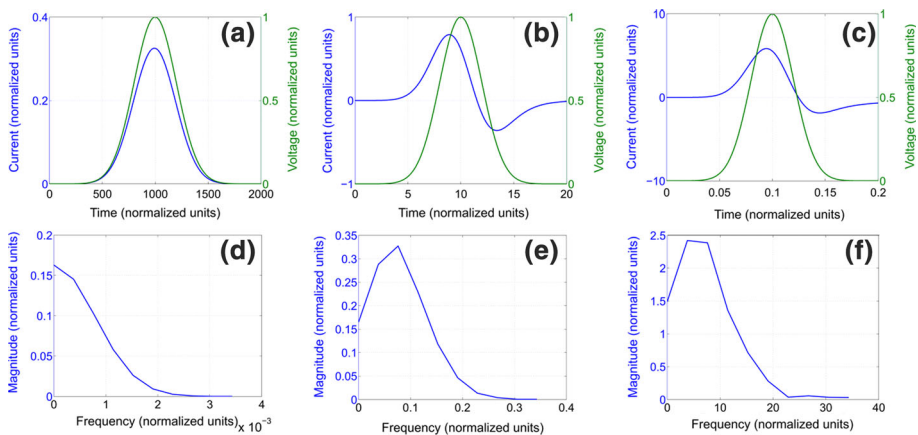 (a)
Current (normalized units)
0.4
0.2
0
Voltage (normalized units)
1
0.5
0
0 500 1000 1500 2000
Time (normalized units)
(b)
Current (normalized units)
1
0
−1
Voltage (normalized units)
1
0.5
0
0 5 10 15 20
Time (normalized units)
(c)
Current (normalized units)
10
0
−10
Voltage (normalized units)
1
0.5
0
0 0.05 0.1 0.15 0.2
Time (normalized units)
(d)
Magnitude (normalized units)
0.2
0.15
0.1
0.05
0
0 1 2 3 4
Frequency (normalized units)
x 10⁻³
(e)
Magnitude (normalized units)
0.35
0.3
0.25
0.2
0.15
0.1
0.05
0
0 0.1 0.2 0.3 0.4
Frequency (normalized units)
(f)
Magnitude (normalized units)
2.5
2
1.5
1
0.5
0
0 10 20 30 40
Frequency (normalized units)